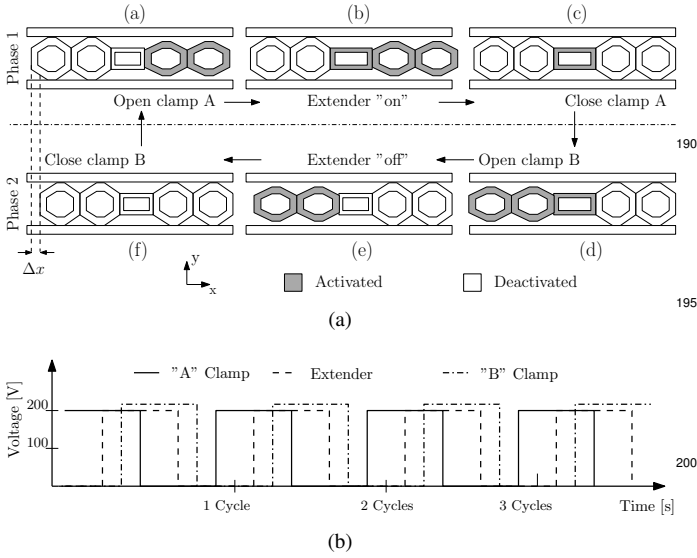 (a) (b) (c)
Phase 1
Open clamp A Extender "on" Close clamp A
190
Close clamp B Extender "off" Open clamp B
Phase 2
(f) (e) (d)
Δx
y
x
Activated Deactivated
195
(a)
"A" Clamp Extender "B" Clamp
Voltage [V]
200
100
200
1 Cycle 2 Cycles 3 Cycles Time [s]
(b)